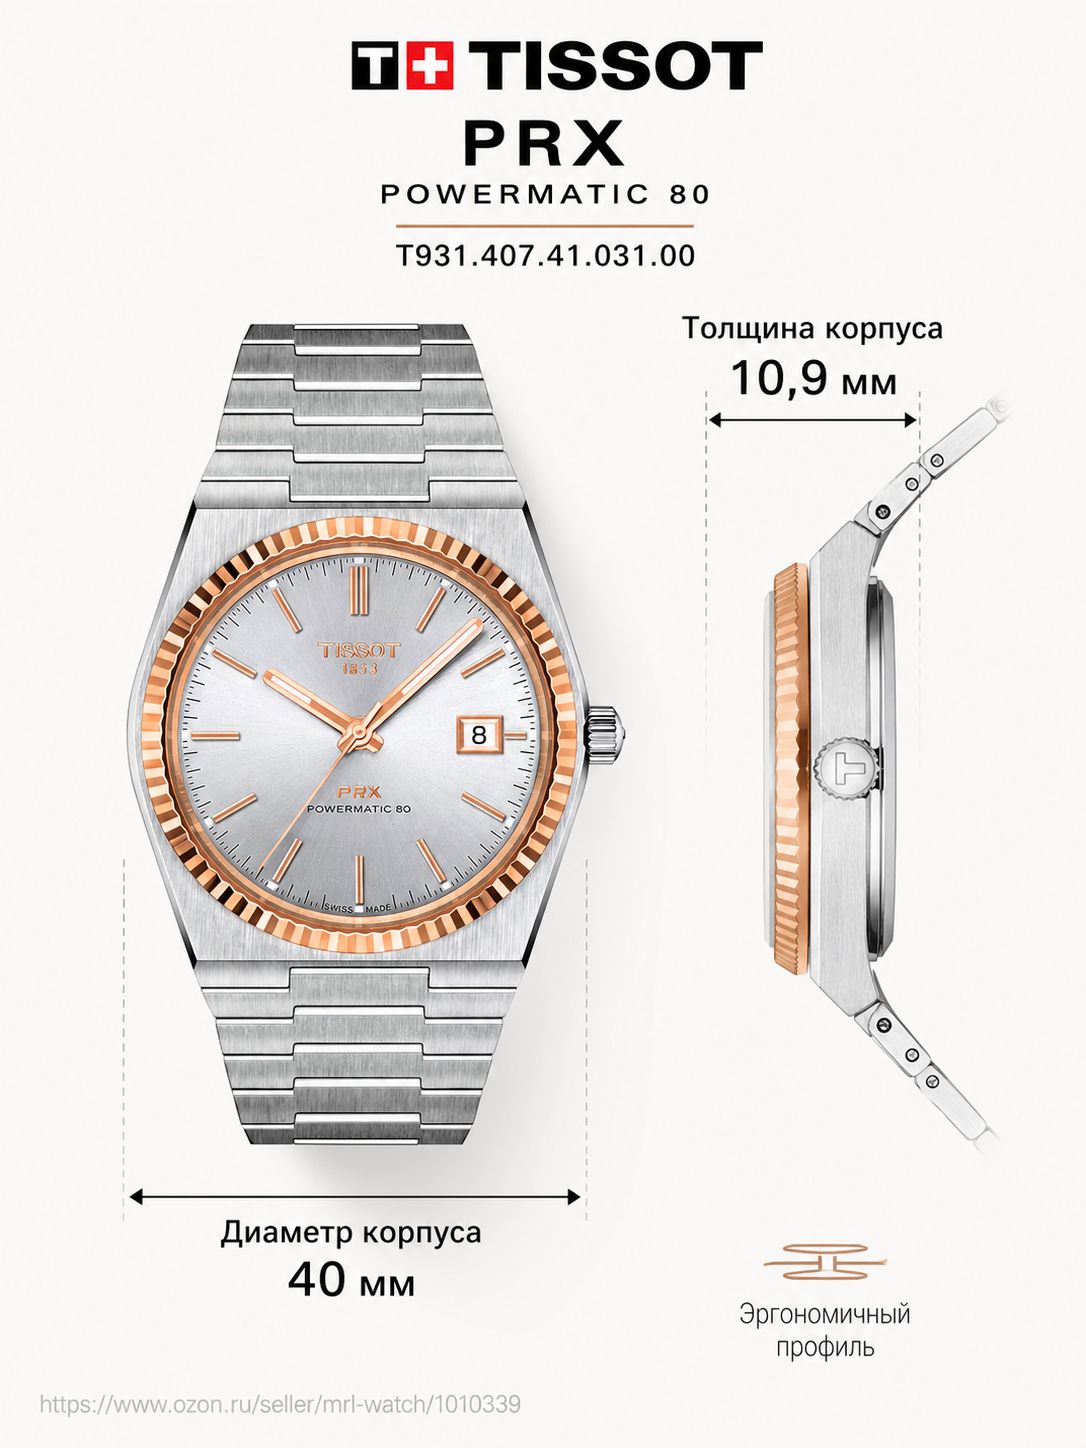 TISSOT
PRX
POWERMATIC 80
T931.407.41.031.00
Толщина корпуса
10,9 мм
TISSOT
1853
8
PRX
POWERMATIC 80
SWISS MADE
T
Диаметр корпуса
40 мм
Эргономичный
профиль
https://www.ozon.ru/seller/mrl-watch/1010339